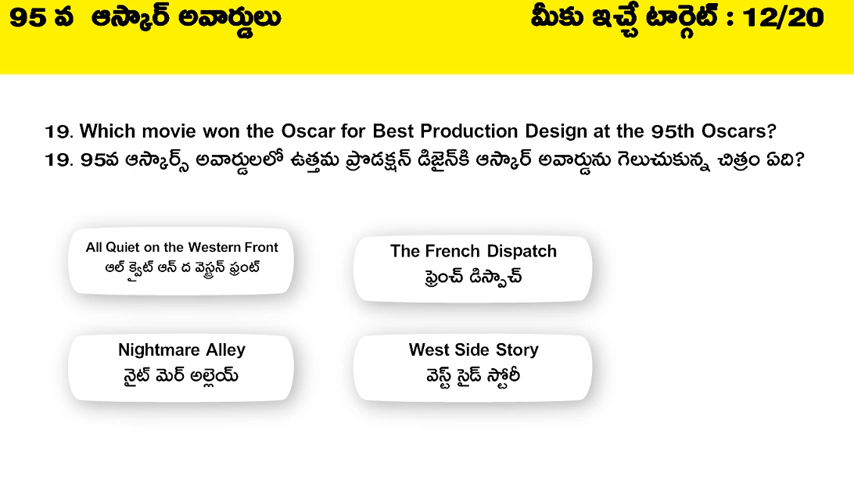 95 వ ఆస్కార్ అవార్డులు
మీకు ఇచ్చే టార్గెట్ : 12/20
19. Which movie won the Oscar for Best Production Design at the 95th Oscars?
19. 95వ ఆస్కార్స్ అవార్డులలో ఉత్తమ ప్రొడక్షన్ డిజైన్‌కి ఆస్కార్ అవార్డును గెలుచుకున్న చిత్రం ఏది?
All Quiet on the Western Front
ఆల్ క్వైట్ ఆన్ ద వెస్ట్రన్ ఫ్రంట్
The French Dispatch
ఫ్రెంచ్ డిస్పాచ్
Nightmare Alley
నైట్ మెర్ అల్లెయ్
West Side Story
వెస్ట్ సైడ్ స్టోరీ